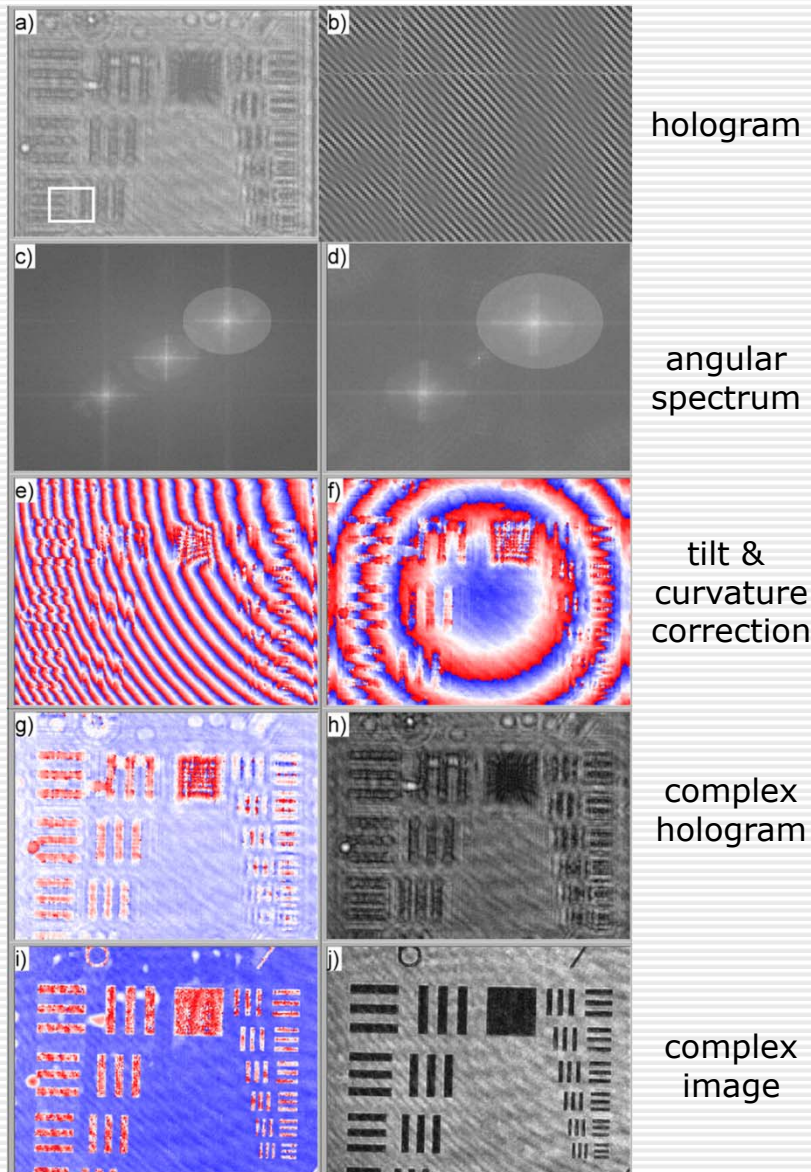 a)
b)
hologram
c)
d)
angular
spectrum
e)
f)
tilt &
curvature
correction
g)
h)
complex
hologram
i)
j)
complex
image